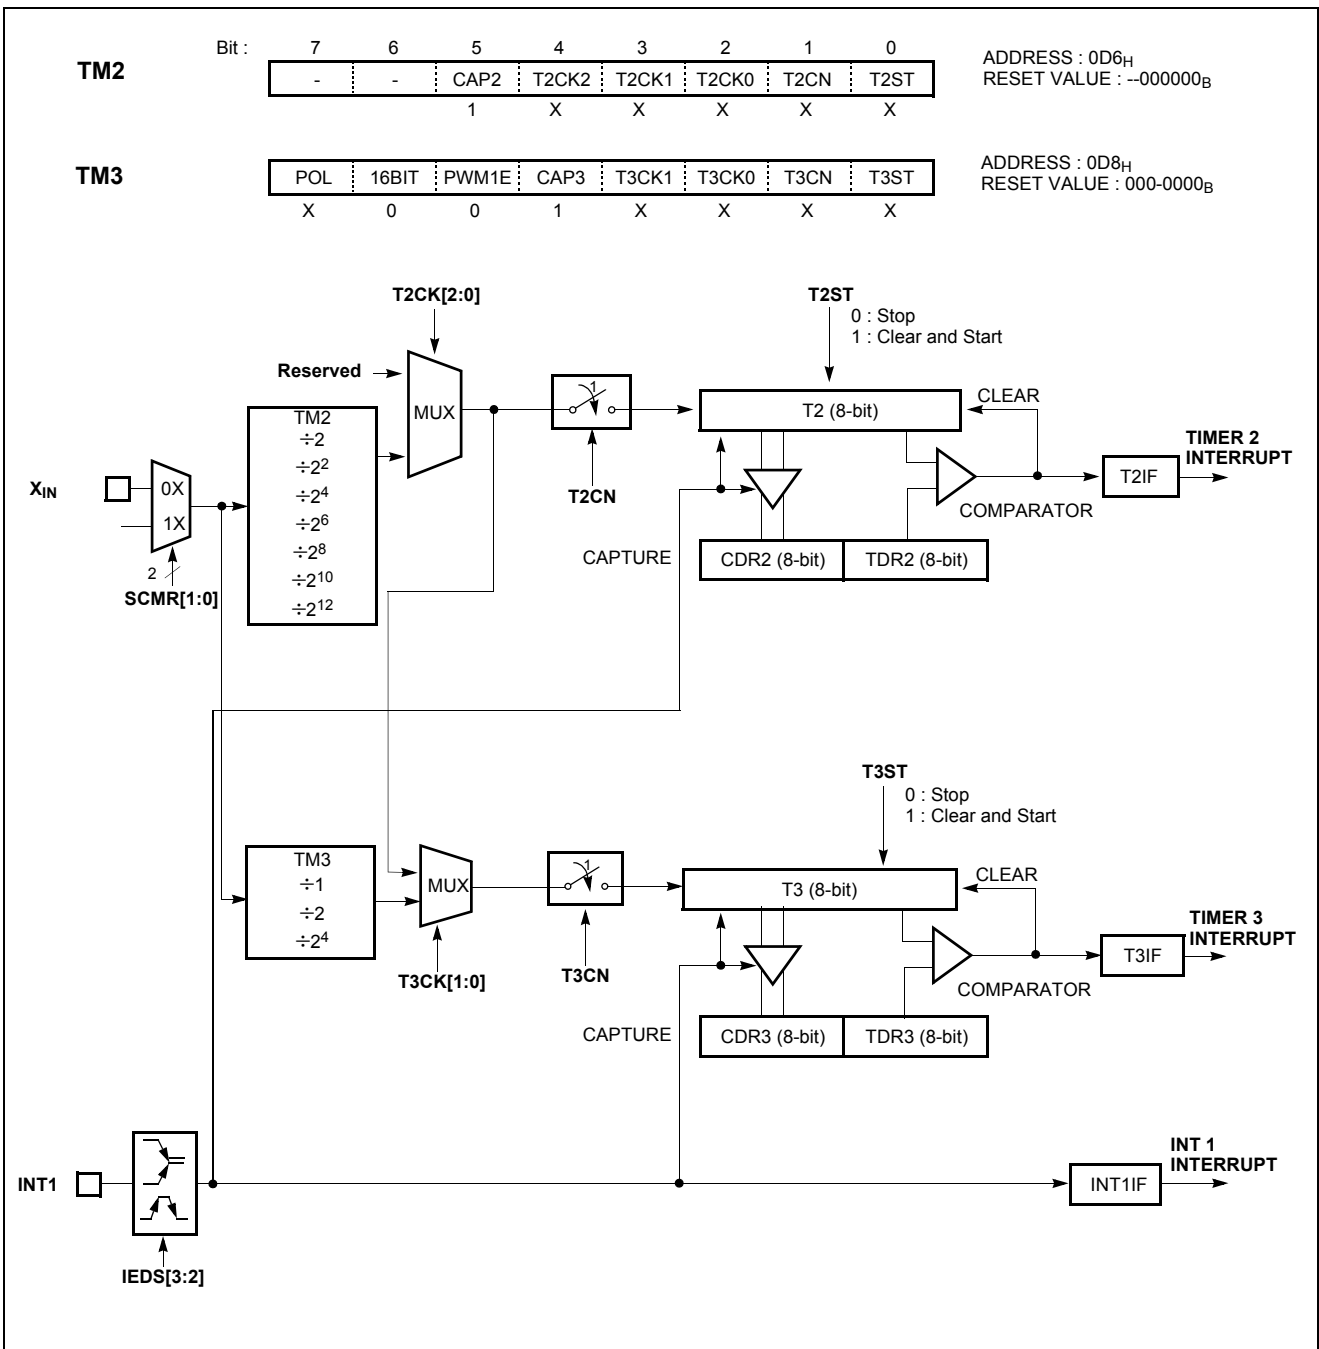 Bit : 7 6 5 4 3 2 1 0
TM2 - - CAP2 T2CK2 T2CK1 T2CK0 T2CN T2ST
1 X X X X X
ADDRESS : 0D6H
RESET VALUE : --000000B
TM3 POL 16BIT PWM1E CAP3 T3CK1 T3CK0 T3CN T3ST
X 0 0 1 X X X X
ADDRESS : 0D8H
RESET VALUE : 000-0000B
T2CK[2:0]
T2ST
0 : Stop
1 : Clear and Start
Reserved
MUX
1
T2 (8-bit)
CLEAR
TM2
÷2
÷2²
÷2⁴
÷2⁶
÷2⁸
÷2¹⁰
÷2¹²
XIN
0X
1X
2
SCMR[1:0]
T2CN
COMPARATOR
T2IF
TIMER 2
INTERRUPT
CAPTURE
CDR2 (8-bit)
TDR2 (8-bit)
T3ST
0 : Stop
1 : Clear and Start
TM3
÷1
÷2
÷2⁴
MUX
T3CK[1:0]
1
T3CN
T3 (8-bit)
CLEAR
COMPARATOR
T3IF
TIMER 3
INTERRUPT
CAPTURE
CDR3 (8-bit)
TDR3 (8-bit)
INT1
IEDS[3:2]
INT1IF
INT 1
INTERRUPT